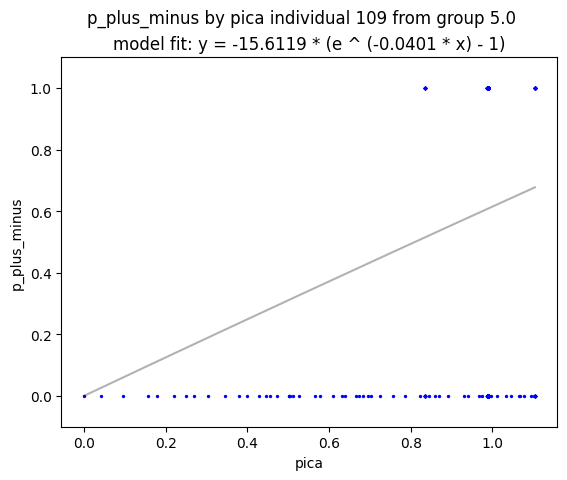 p_plus_minus by pica individual 109 from group 5.0
model fit: y = -15.6119 * (e ^ (-0.0401 * x) - 1)
1.0
0.8
0.6
0.4
0.2
0.0
p_plus_minus
0.0 0.2 0.4 0.6 0.8 1.0
pica